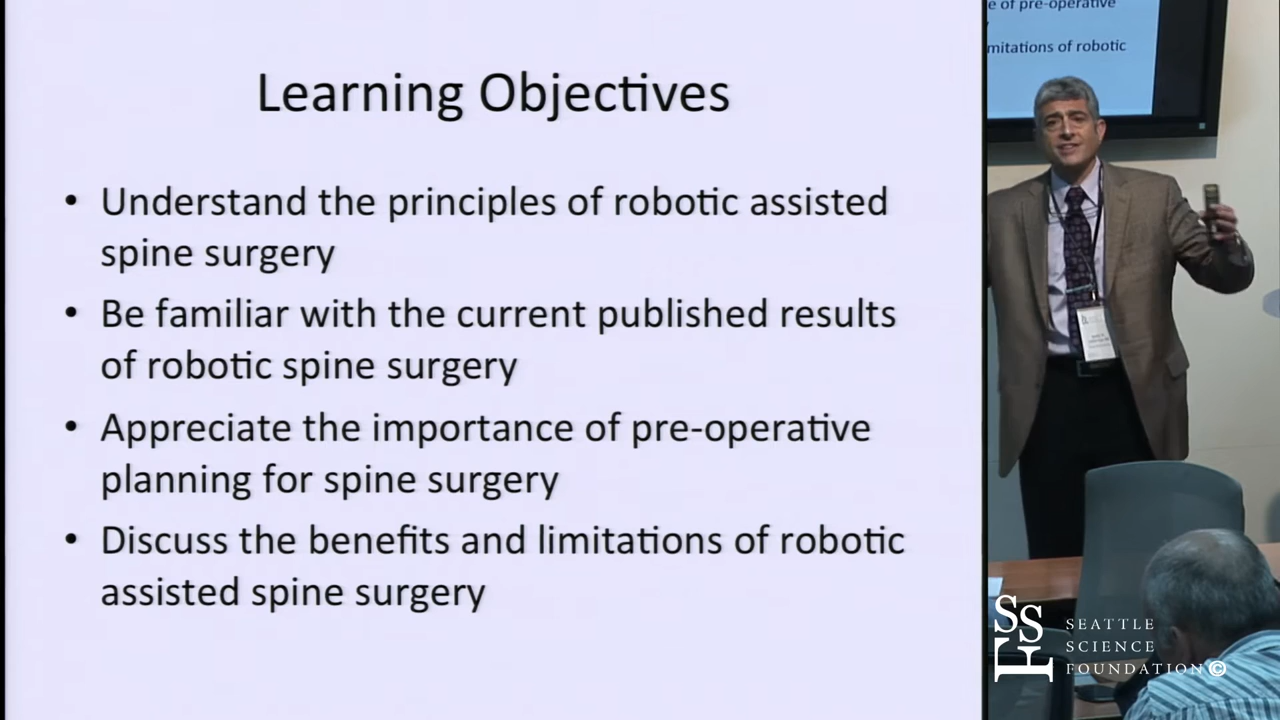 Learning Objectives
• Understand the principles of robotic assisted
spine surgery
• Be familiar with the current published results
of robotic spine surgery
• Appreciate the importance of pre-operative
planning for spine surgery
• Discuss the benefits and limitations of robotic
assisted spine surgery
e of pre-operative
mitations of robotic
SSF
SEATTLE
SCIENCE
FOUNDATION©